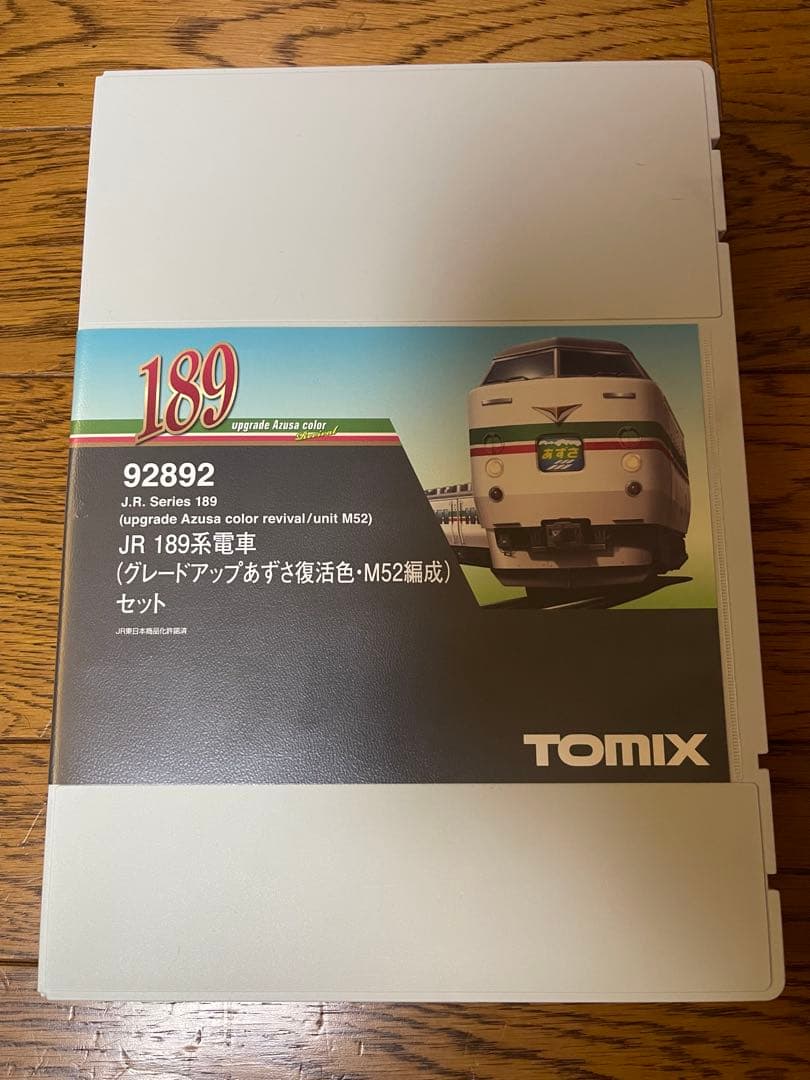 189
upgrade Azusa color
Revival
あずさ
92892
J.R. Series 189
(upgrade Azusa color revival/unit M52)
JR 189系電車
(グレードアップあずさ復活色・M52編成)
セット
JR東日本商品化許諾済
TOMIX